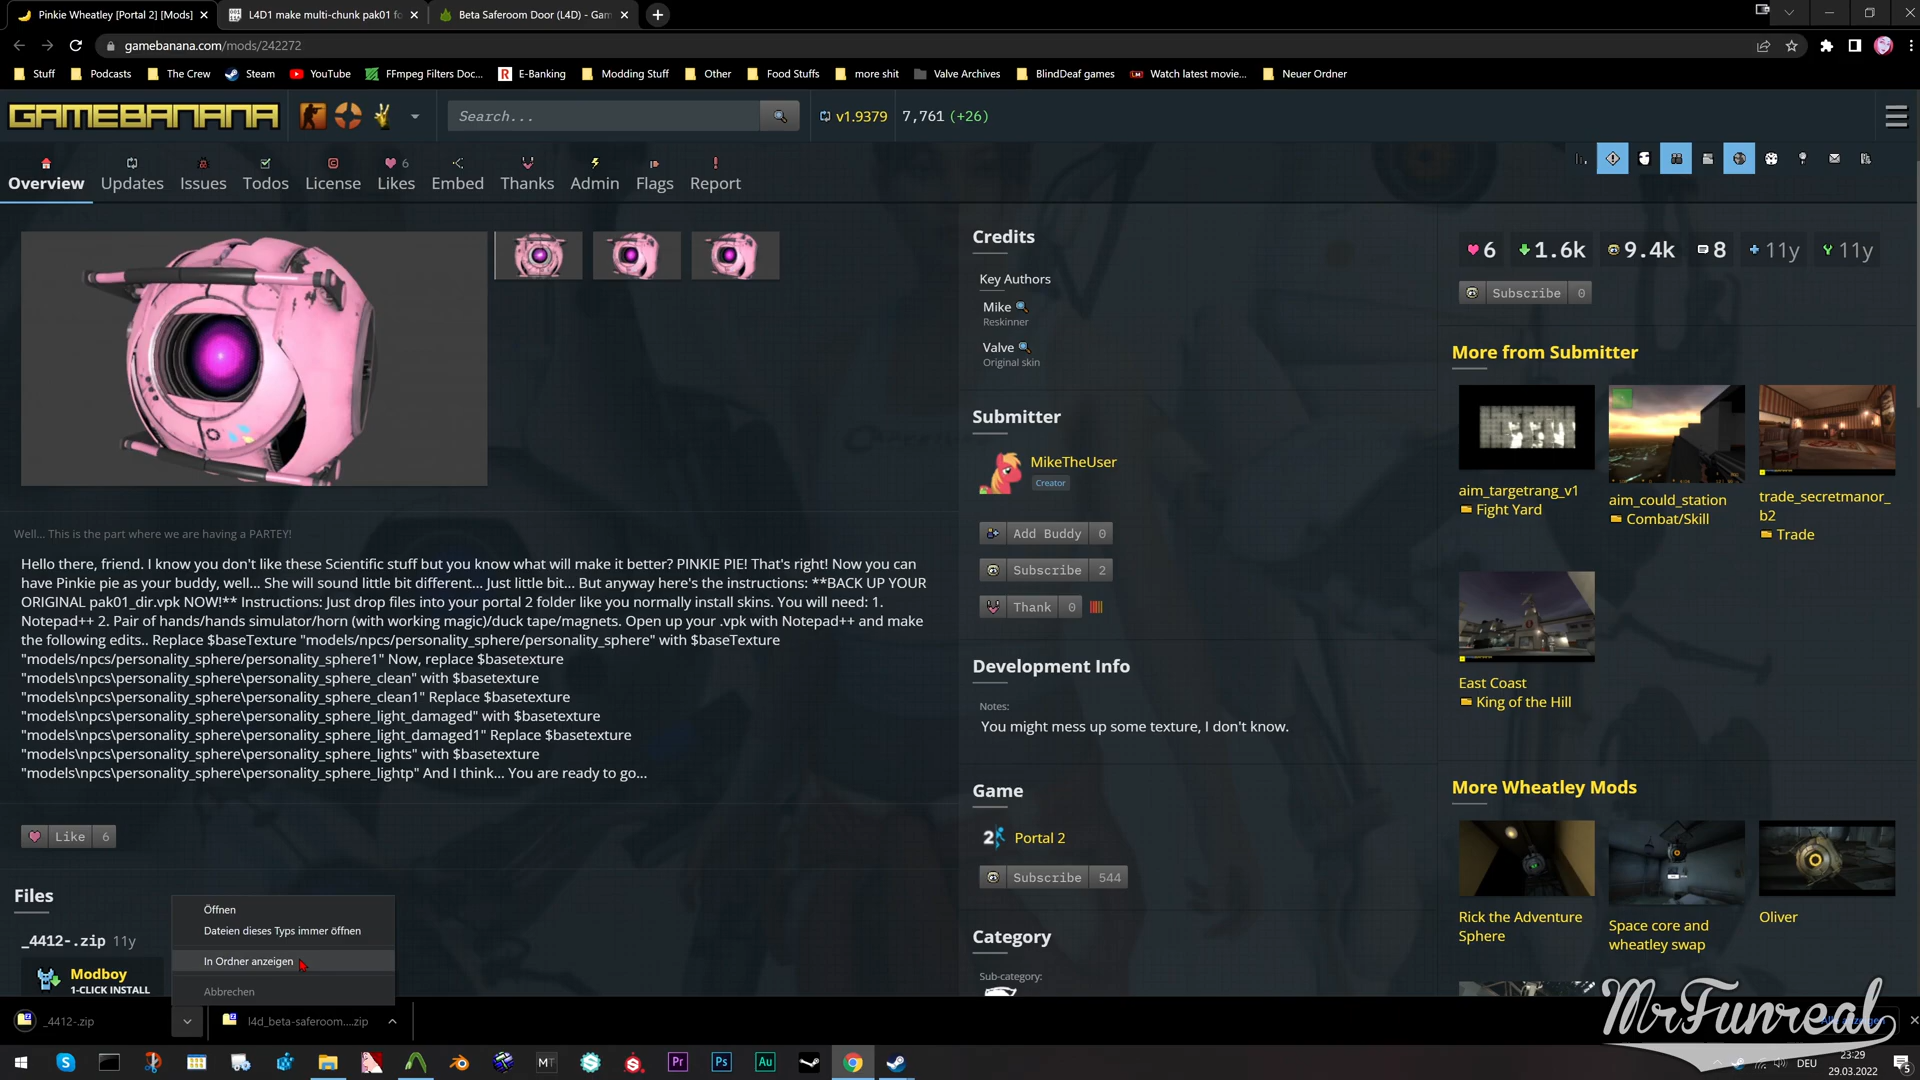 Pinkie Wheatley [Portal 2] [Mods]
L4D1 make multi-chunk pak01 fo
Beta Saferoom Door (L4D) - Gam
gamebanana.com/mods/242272
Stuff Podcasts The Crew Steam YouTube FFmpeg Filters Doc... E-Banking Modding Stuff Other Food Stuffs more shit Valve Archives BlindDeaf games Watch latest movie... Neuer Ordner
GAMEBANANA
Search...
v1.9379
7,761 (+26)
Overview Updates Issues Todos License 6 Likes Embed Thanks Admin Flags Report
Well... This is the part where we are having a PARTEY!
Hello there, friend. I know you don't like these Scientific stuff but you know what will make it better? PINKIE PIE! That's right! Now you can
have Pinkie pie as your buddy, well... She will sound little bit different... Just little bit... But anyway here's the instructions: **BACK UP YOUR
ORIGINAL pak01_dir.vpk NOW!** Instructions: Just drop files into your portal 2 folder like you normally install skins. You will need: 1.
Notepad++ 2. Pair of hands/hands simulator/horn (with working magic)/duck tape/magnets. Open up your .vpk with Notepad++ and make
the following edits.. Replace $baseTexture "models/npcs/personality_sphere/personality_sphere" with $baseTexture
"models/npcs/personality_sphere/personality_sphere1" Now, replace $basetexture
"models\npcs\personality_sphere\personality_sphere_clean" with $basetexture
"models\npcs\personality_sphere\personality_sphere_clean1" Replace $basetexture
"models\npcs\personality_sphere\personality_sphere_light_damaged" with $basetexture
"models\npcs\personality_sphere\personality_sphere_light_damaged1" Replace $basetexture
"models\npcs\personality_sphere\personality_sphere_lights" with $basetexture
"models\npcs\personality_sphere\personality_sphere_lightp" And I think... You are ready to go...
Like 6
Files
_4412-.zip 11y
Modboy
1-CLICK INSTALL
Öffnen
Dateien dieses Typs immer öffnen
In Ordner anzeigen
Abbrechen
Credits
Key Authors
Mike
Reskinner
Valve
Original skin
Submitter
MikeTheUser
Creator
Add Buddy 0
Subscribe 2
Thank 0
Development Info
Notes:
You might mess up some texture, I don't know.
Game
2 Portal 2
Subscribe 544
Category
Sub-category:
6 1.6k 9.4k 8 11y 11y
Subscribe 0
More from Submitter
aim_targetrang_v1
Fight Yard
aim_could_station
Combat/Skill
trade_secretmanor_
b2
Trade
East Coast
King of the Hill
More Wheatley Mods
Rick the Adventure
Sphere
Space core and
wheatley swap
Oliver
_4412-.zip
l4d_beta-saferoom....zip
MrFunreal
MT
Pr
Ps
Au
DEU
23:29
29.03.2022
5